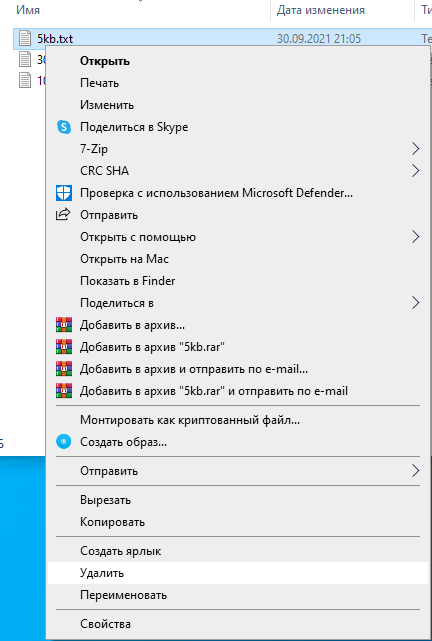 Имя Дата изменения Ти
5kb.txt 30.09.2021 21:05 Те
Открыть
Печать
Изменить
Поделиться в Skype
7-Zip
CRC SHA
Проверка с использованием Microsoft Defender...
Отправить
Открыть с помощью
Открыть на Mac
Показать в Finder
Поделиться в
Добавить в архив...
Добавить в архив "5kb.rar"
Добавить в архив и отправить по e-mail...
Добавить в архив "5kb.rar" и отправить по e-mail
Монтировать как криптованный файл...
Создать образ...
Отправить
Вырезать
Копировать
Создать ярлык
Удалить
Переименовать
Свойства